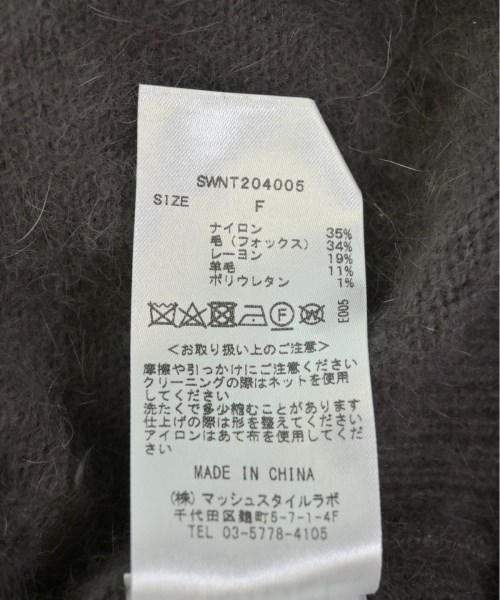 SWNT204005
SIZE F
ナイロン 35%
毛(フォックス) 34%
レーヨン 19%
羊毛 11%
ポリウレタン 1%
F W E005
<お取り扱い上のご注意>
摩擦や引っかけにご注意ください
クリーニングの際はネットを使用
してください
洗たくで多少縮むことがあります
仕上げの際は形を整えてください
アイロンはあて布を使用してくだ
さい
MADE IN CHINA
(株)マッシュスタイルラボ
千代田区麹町5-7-1-4F
TEL 03-5778-4105